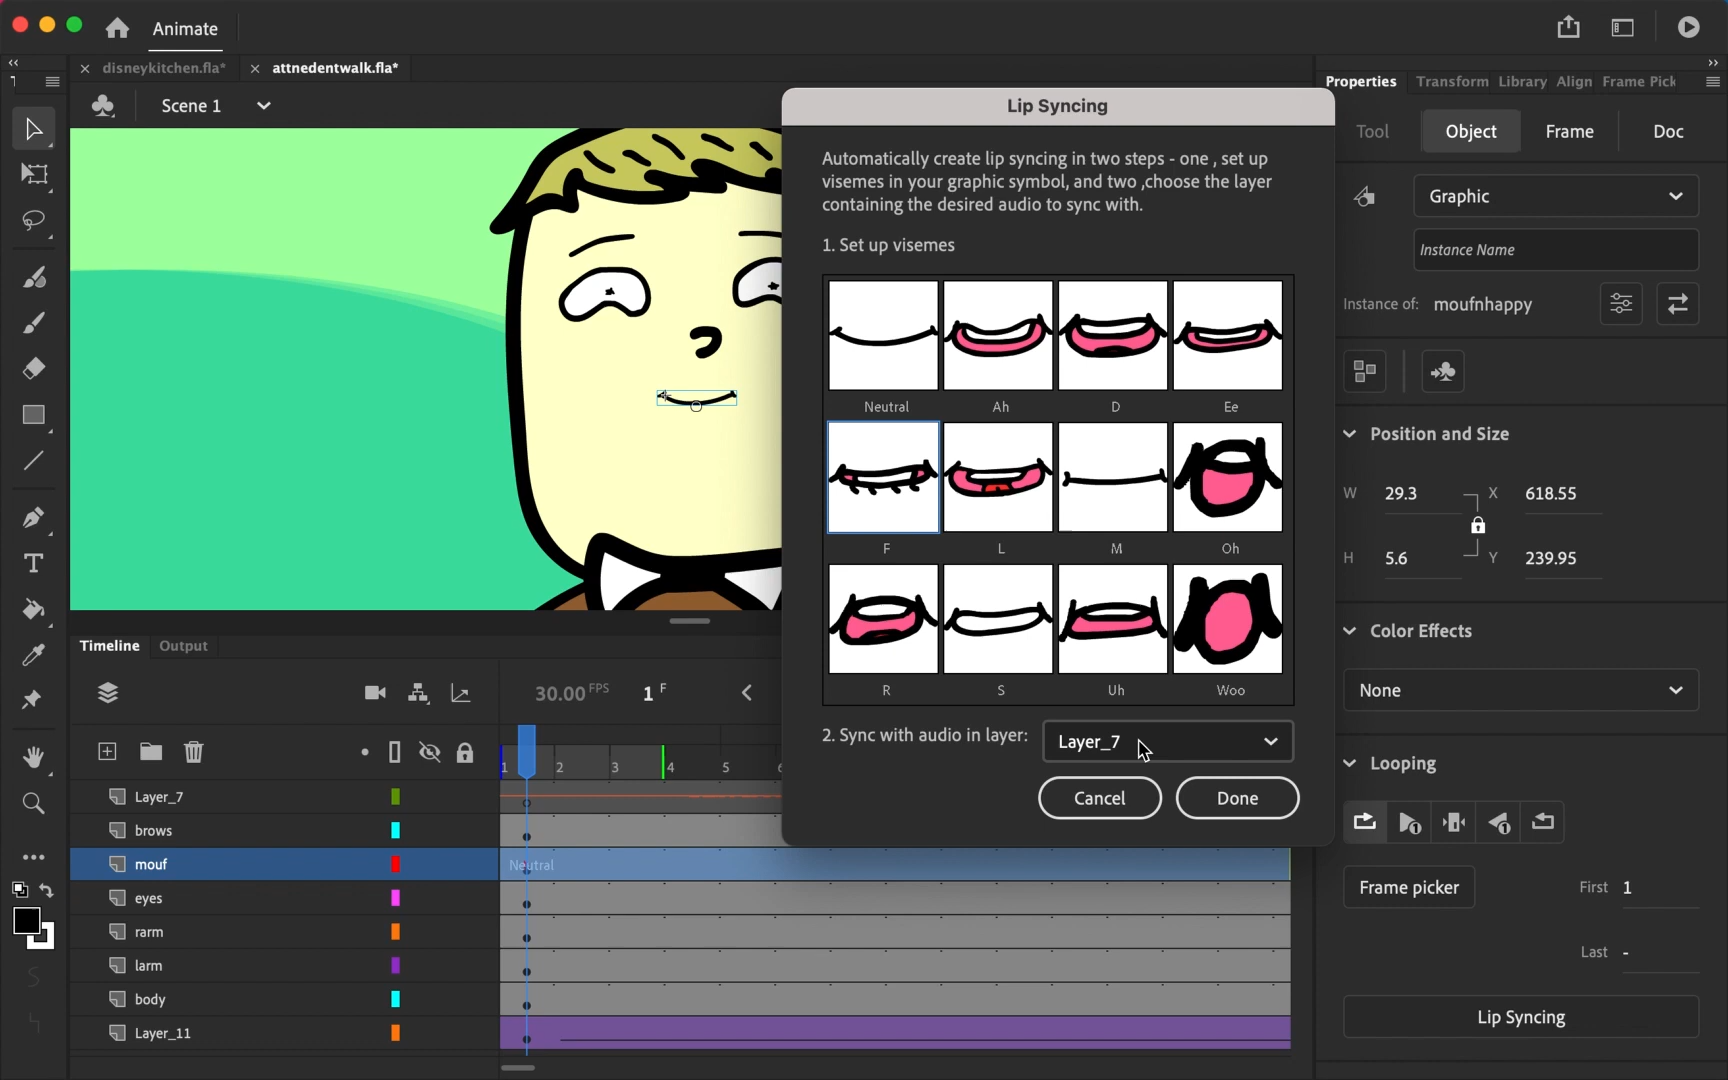 Animate
disneykitchen.fla*
attnedentwalk.fla*
Scene 1
Lip Syncing
Automatically create lip syncing in two steps - one , set up
visemes in your graphic symbol, and two ,choose the layer
containing the desired audio to sync with.
1. Set up visemes
Neutral Ah D Ee
F L M Oh
R S Uh Woo
2. Sync with audio in layer: Layer_7
Cancel Done
Properties Transform Library Align Frame Pick
Tool Object Frame Doc
Graphic
Instance Name
Instance of: moufnhappy
Position and Size
W 29.3 X 618.55
H 5.6 Y 239.95
Color Effects
None
Looping
Frame picker First 1
Last -
Lip Syncing
Timeline Output
30.00 FPS 1 F
1 2 3 4 5
Layer_7
brows
mouf Neutral
eyes
rarm
larm
body
Layer_11